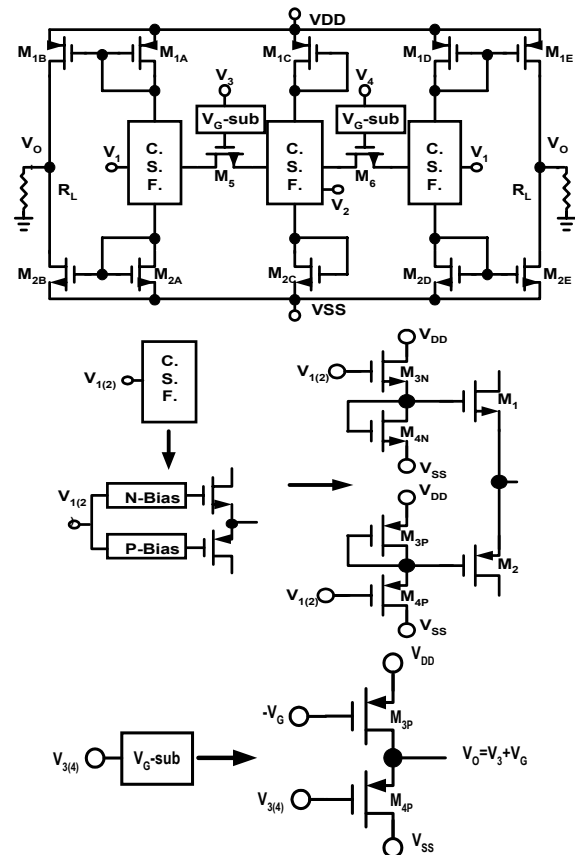 VDD
M1B M1A M1C M1D M1E
V3 V4
VG-sub VG-sub
VO C. S. F. C. S. F. C. S. F. VO
V1 V1
M5 M6
RL V2 RL
M2B M2A M2C M2D M2E
VSS
C. S. F.
V1(2)
VDD
V1(2) M3N
M1
M4N
VSS
V1(2
N-Bias
P-Bias
VDD
M3P
M2
V1(2) M4P
VSS
VDD
-VG M3P
V3(4) VG-sub VO=V3+VG
V3(4) M4P
VSS